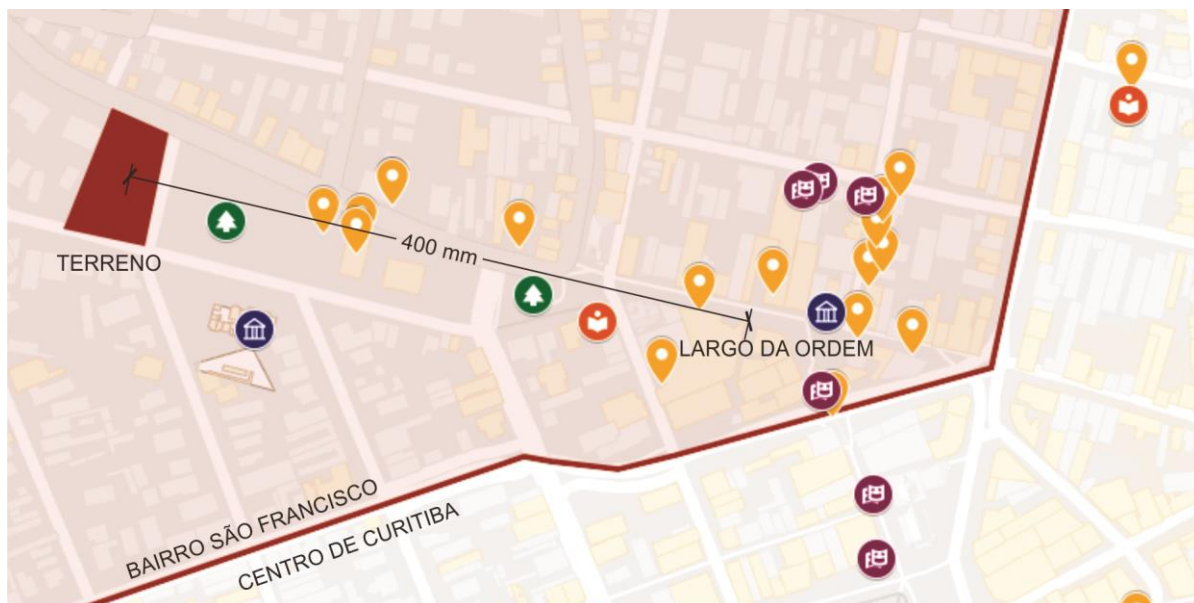 TERRENO
400 mm
LARGO DA ORDEM
BAIRRO SÃO FRANCISCO
CENTRO DE CURITIBA